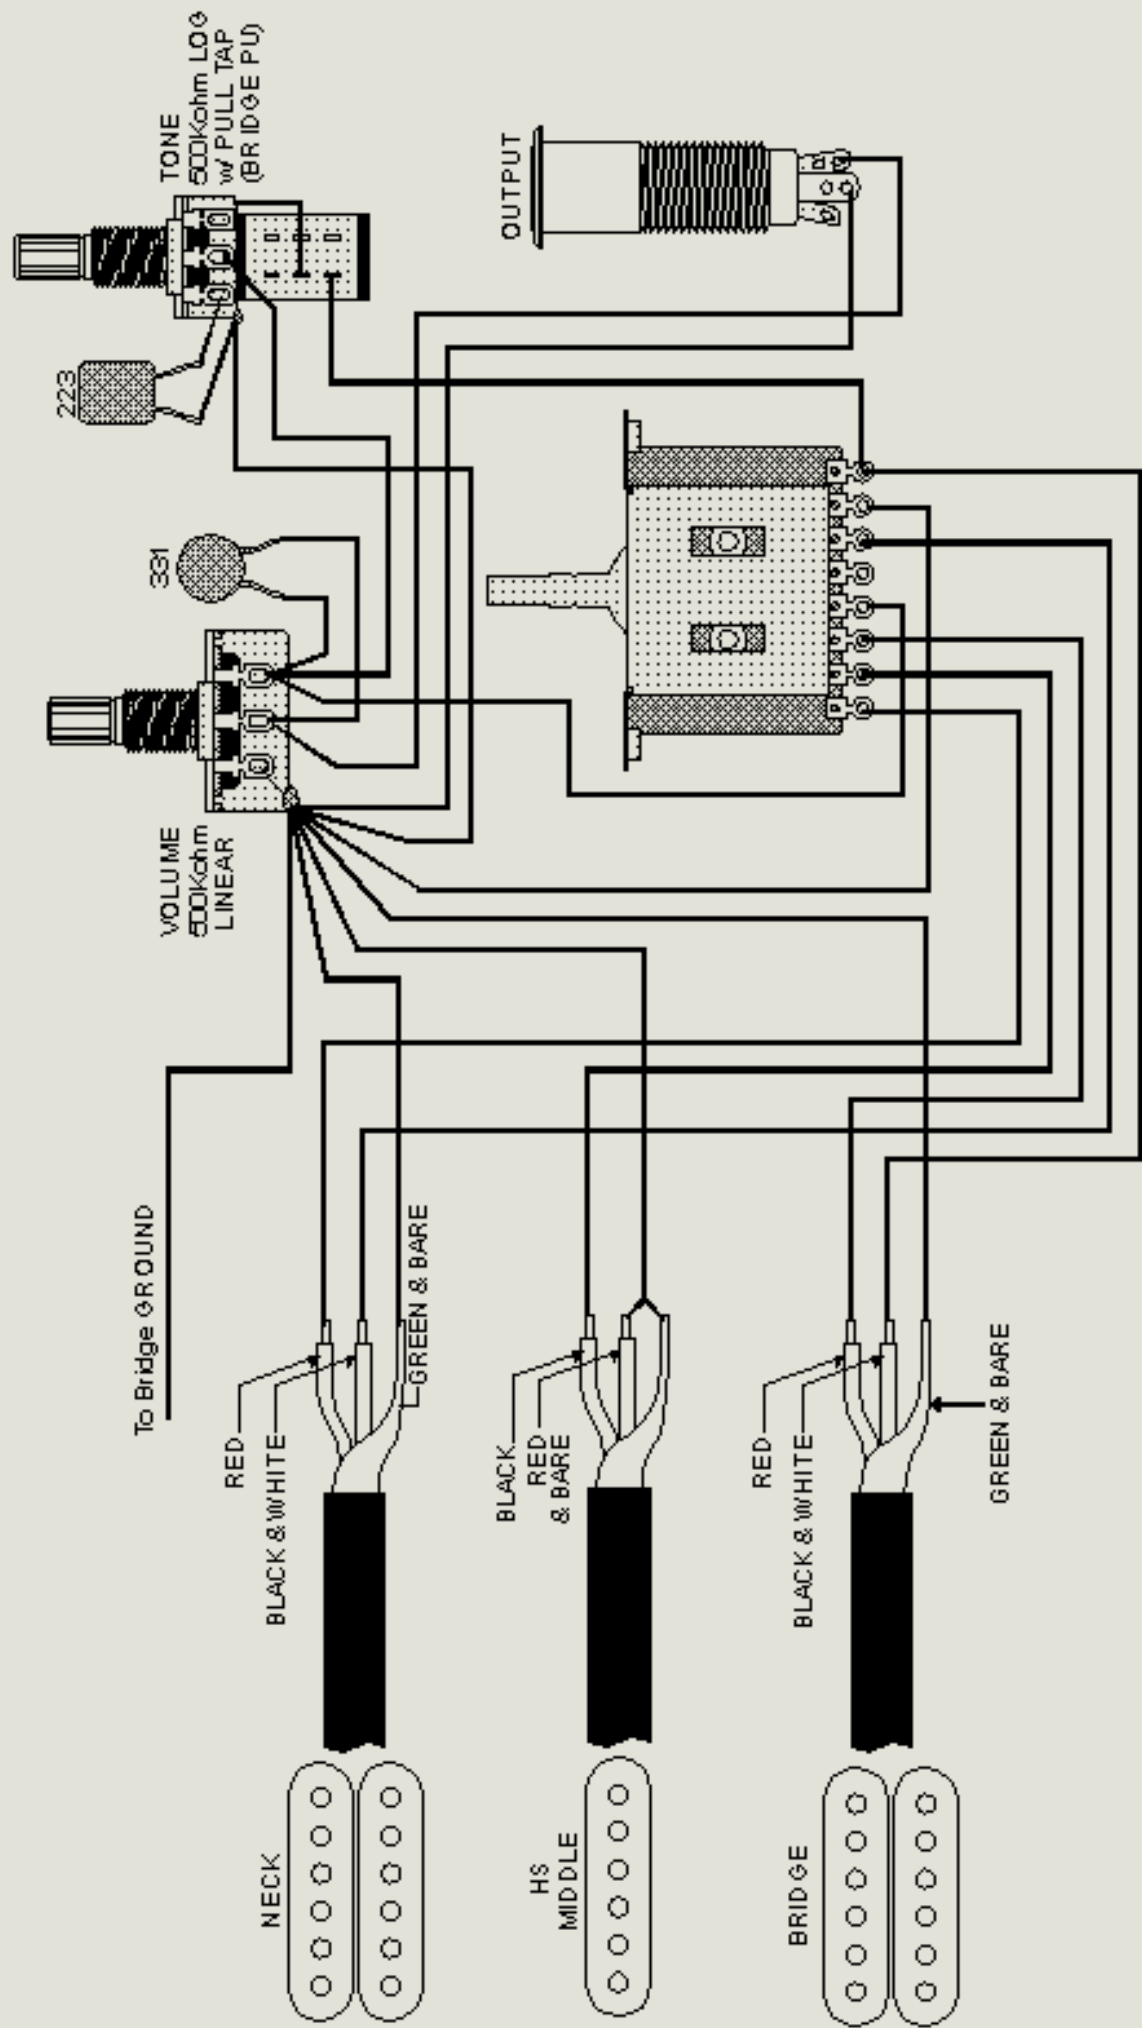 TONE
500Kohm LOG
w/ PULL TAP
(BRIDGE PU)
OUTPUT
223
331
VOLUME
500Kohm
LINEAR
To Bridge GROUND
RED
BLACK & WHITE
GREEN & BARE
BLACK
RED
& BARE
RED
BLACK & WHITE
GREEN & BARE
NECK
HS
MIDDLE
BRIDGE